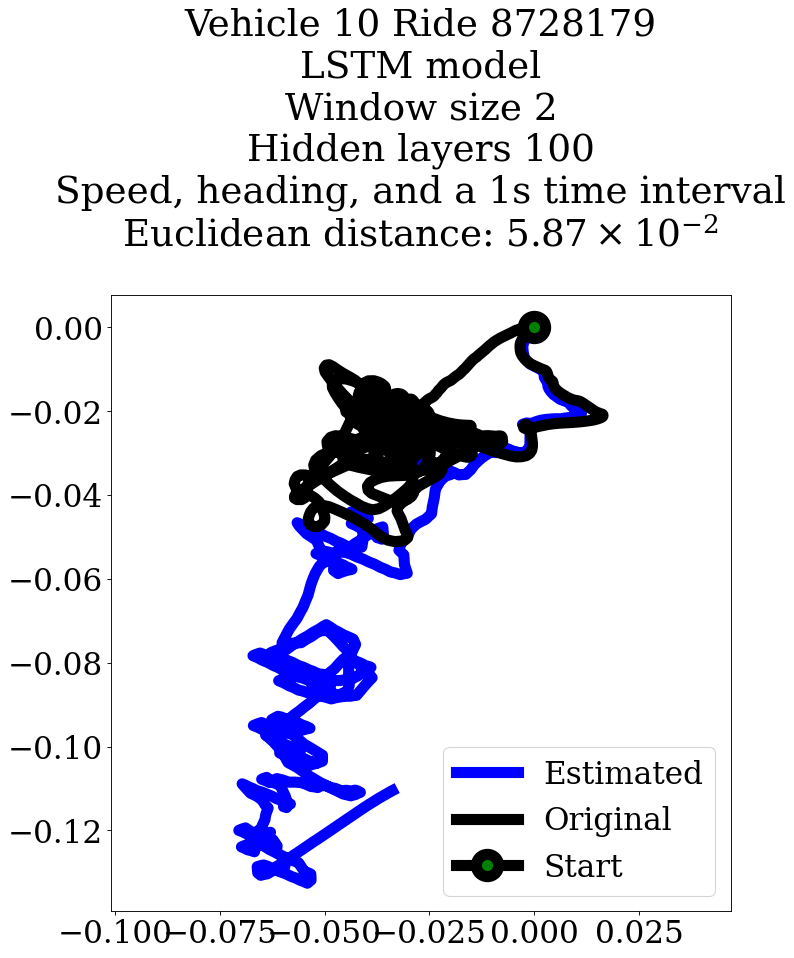 Vehicle 10 Ride 8728179
LSTM model
Window size 2
Hidden layers 100
Speed, heading, and a 1s time interval
Euclidean distance: 5.87 × 10⁻²
0.00
−0.02
−0.04
−0.06
−0.08
−0.10
−0.12
Estimated
Original
Start
−0.100 −0.075 −0.050 −0.025 0.000 0.025